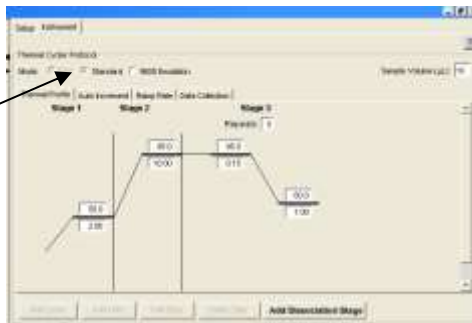 Setup Instrument
Thermal Cycler Protocol
Mode: Standard 9600 Emulation Sample Volume (µL):
Thermal Profile Auto Increment Ramp Rate Data Collection
Stage 1 Stage 2 Stage 3
Repeats:
95.0 95.0
10:00 0:15
50.0 60.0
2:00 1:00
Add Dissociation Stage